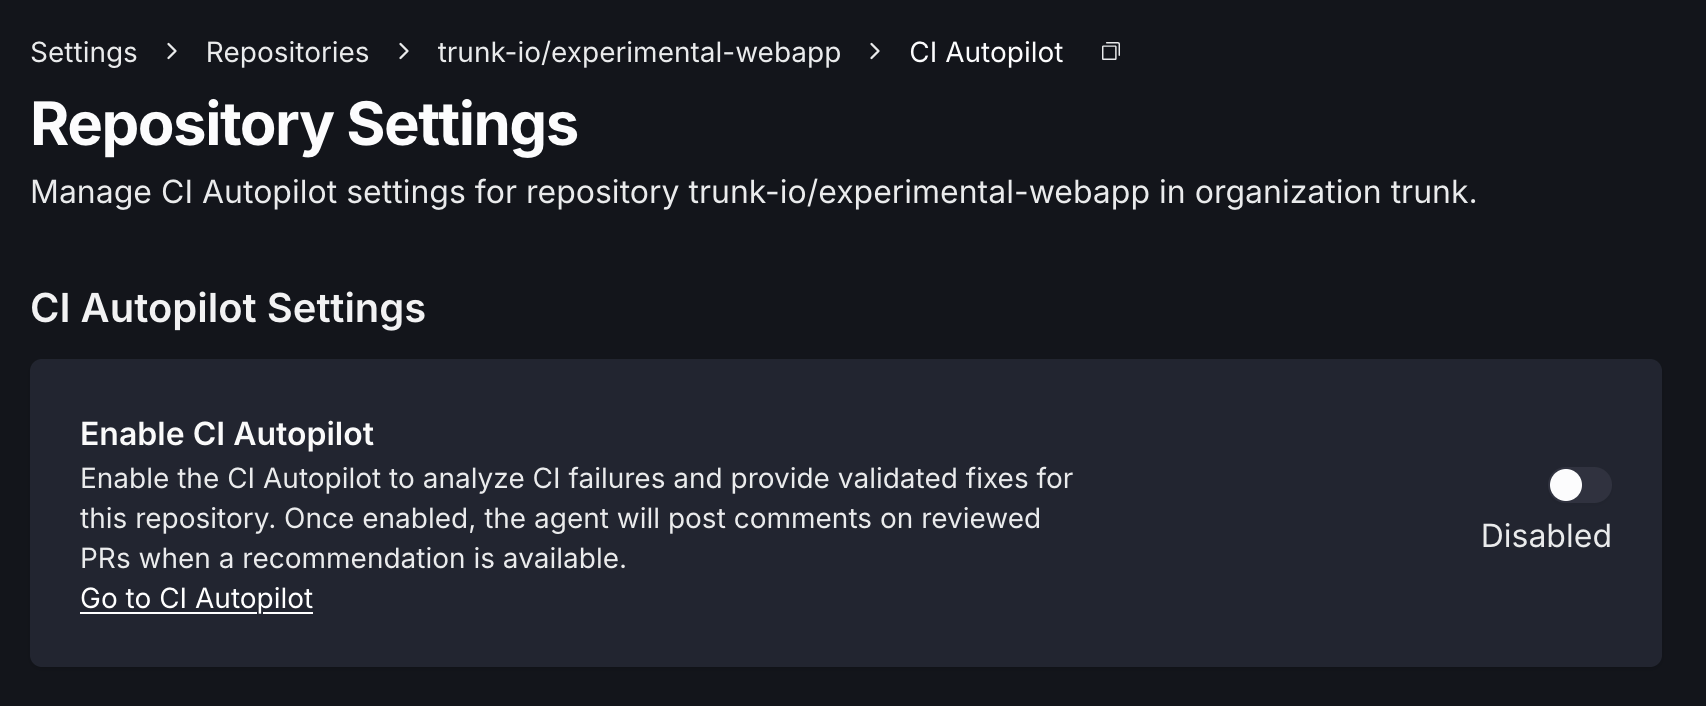 Settings > Repositories > trunk-io/experimental-webapp > CI Autopilot
Repository Settings
Manage CI Autopilot settings for repository trunk-io/experimental-webapp in organization trunk.
CI Autopilot Settings
Enable CI Autopilot
Enable the CI Autopilot to analyze CI failures and provide validated fixes for
this repository. Once enabled, the agent will post comments on reviewed
PRs when a recommendation is available.
Go to CI Autopilot
Disabled